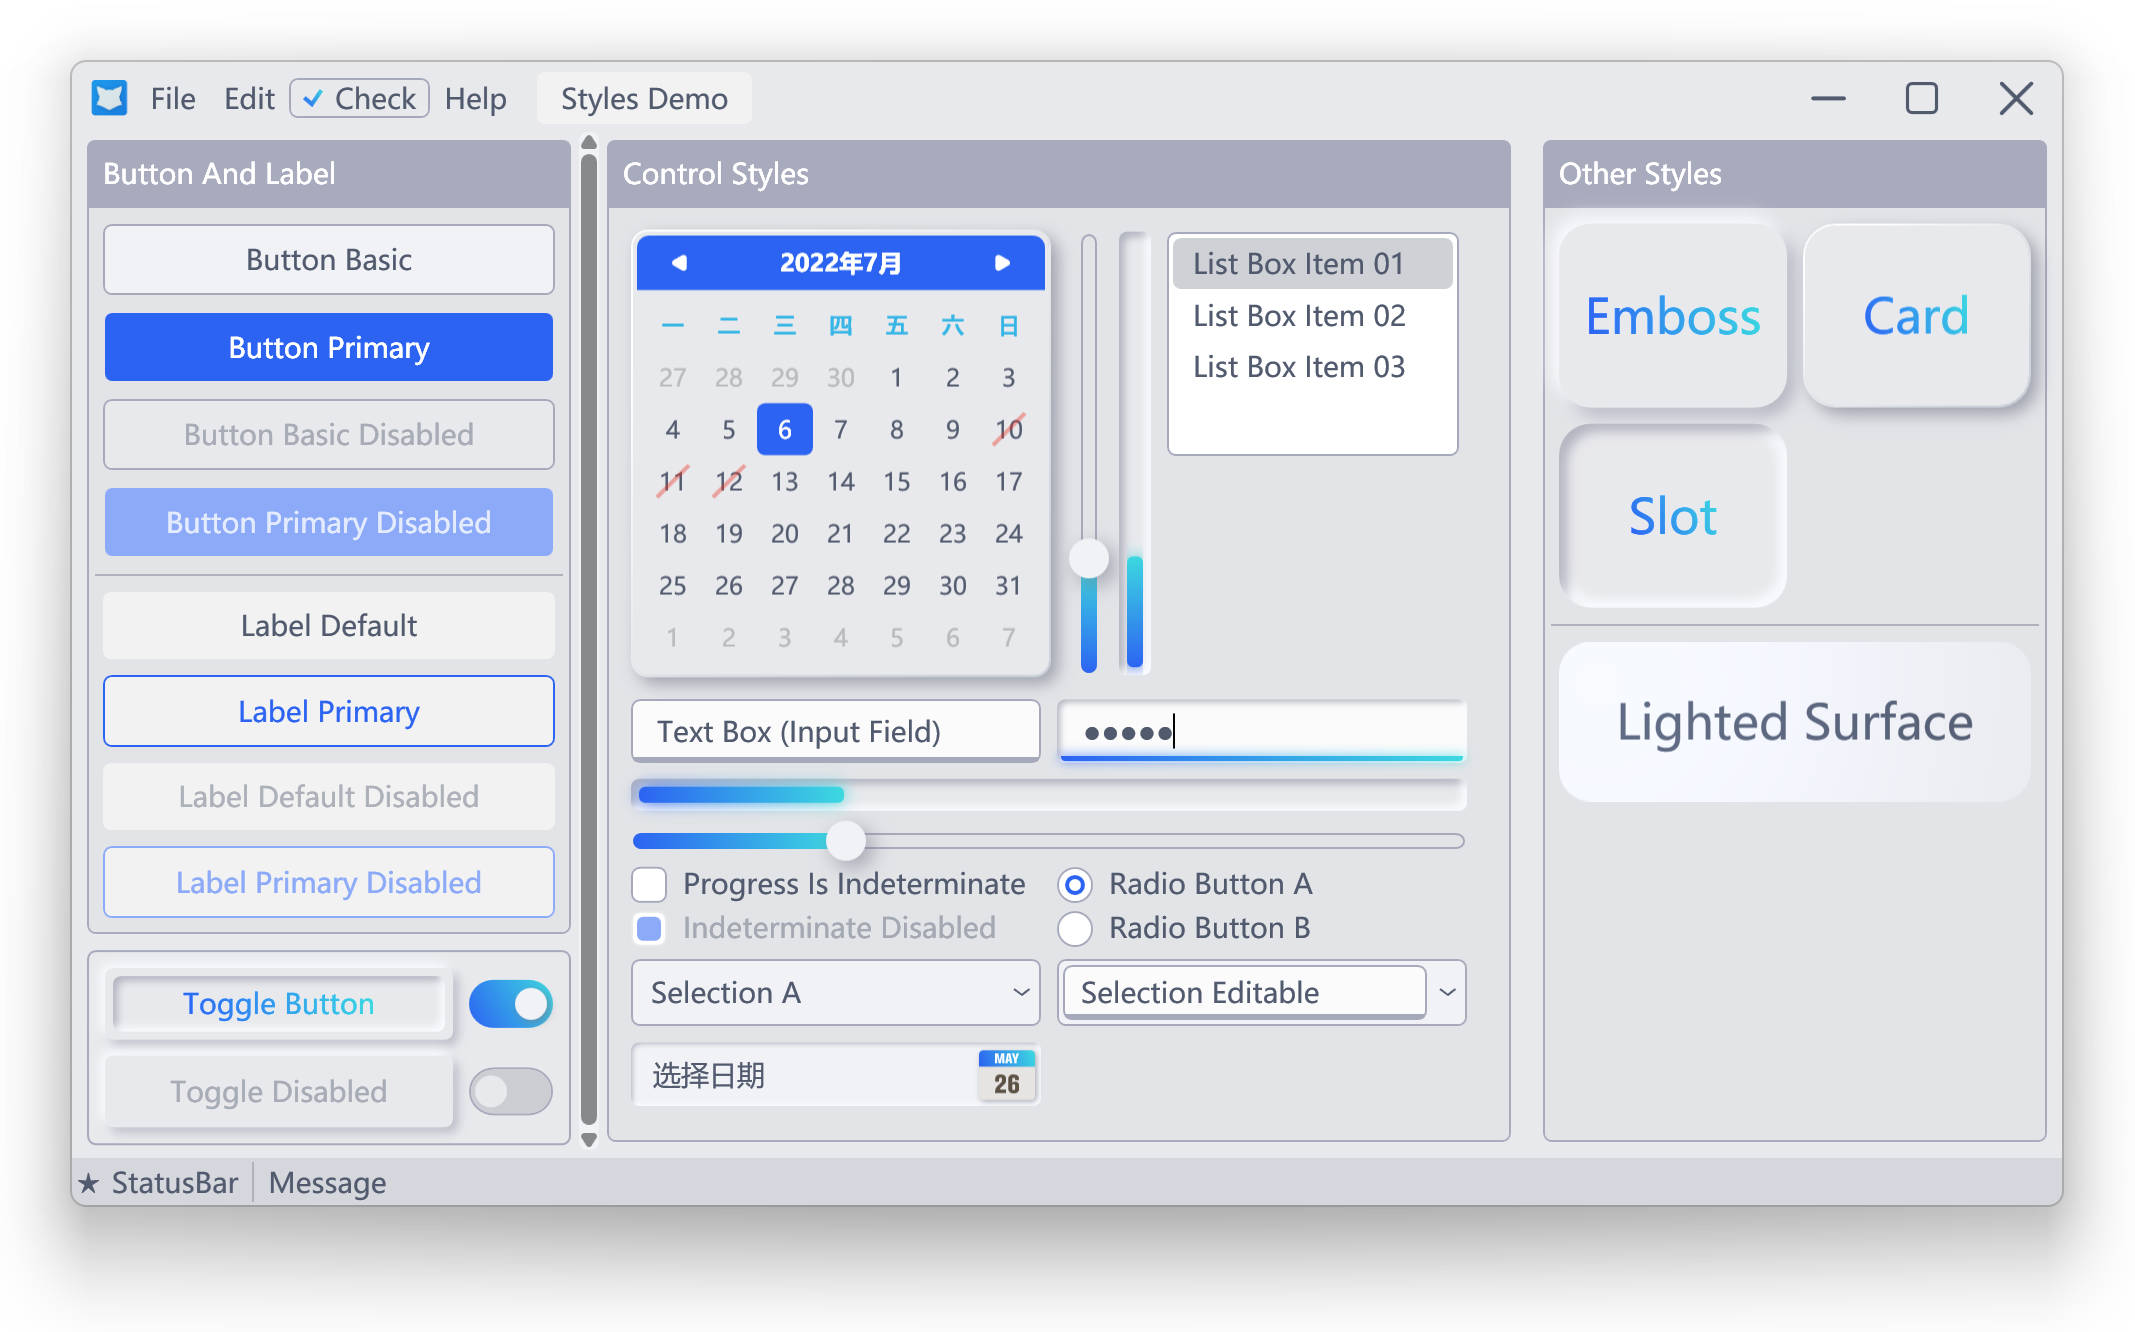 File Edit Check Help Styles Demo
Button And Label
Button Basic
Button Primary
Button Basic Disabled
Button Primary Disabled
Label Default
Label Primary
Label Default Disabled
Label Primary Disabled
Toggle Button
Toggle Disabled
Control Styles
2022年7月
一 二 三 四 五 六 日
27 28 29 30 1 2 3
4 5 6 7 8 9 10
11 12 13 14 15 16 17
18 19 20 21 22 23 24
25 26 27 28 29 30 31
1 2 3 4 5 6 7
List Box Item 01
List Box Item 02
List Box Item 03
Text Box (Input Field)
Progress Is Indeterminate
Radio Button A
Indeterminate Disabled
Radio Button B
Selection A
Selection Editable
选择日期
MAY
26
Other Styles
Emboss
Card
Slot
Lighted Surface
★ StatusBar
Message